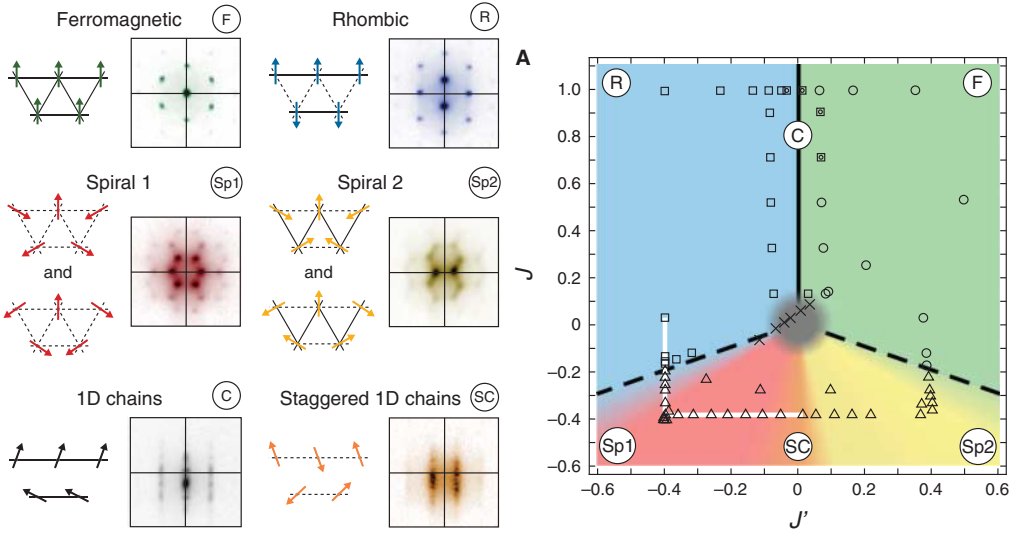 Ferromagnetic
F
Rhombic
R
Spiral 1
Sp1
and
Spiral 2
Sp2
and
1D chains
C
Staggered 1D chains
SC
A
R
F
C
Sp1
SC
Sp2
J
1.0
0.8
0.6
0.4
0.2
0
−0.2
−0.4
−0.6
−0.6
−0.4
−0.2
0
0.2
0.4
0.6
J'